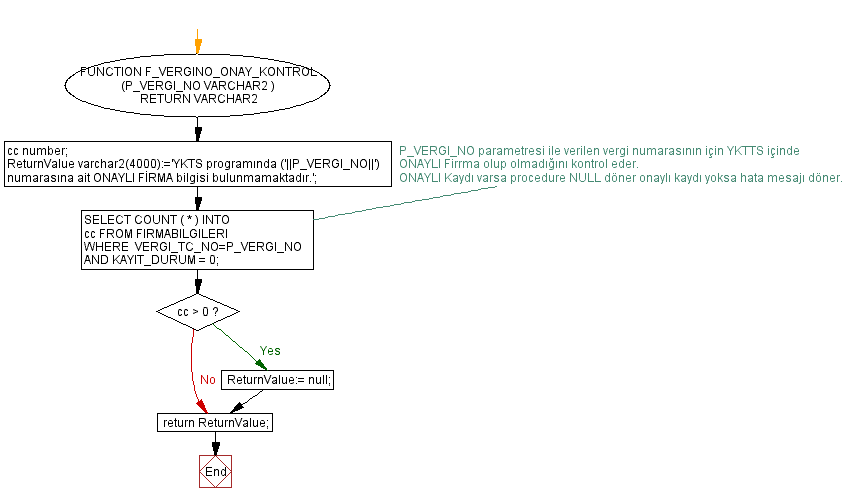 FUNCTION F_VERGINO_ONAY_KONTROL
(P_VERGI_NO VARCHAR2 )
RETURN VARCHAR2
cc number;
ReturnValue varchar2(4000):='YKTS programında ('||P_VERGI_NO||')
numarasına ait ONAYLI FİRMA bilgisi bulunmamaktadır.';
P_VERGI_NO parametresi ile verilen vergi numarasının için YKTTS içinde
ONAYLI Firrma olup olmadığını kontrol eder.
ONAYLI Kaydı varsa procedure NULL döner onaylı kaydı yoksa hata mesajı döner.
SELECT COUNT ( * ) INTO
cc FROM FIRMABILGILERI
WHERE VERGI_TC_NO=P_VERGI_NO
AND KAYIT_DURUM = 0;
cc > 0 ?
Yes
No
ReturnValue:= null;
return ReturnValue;
End